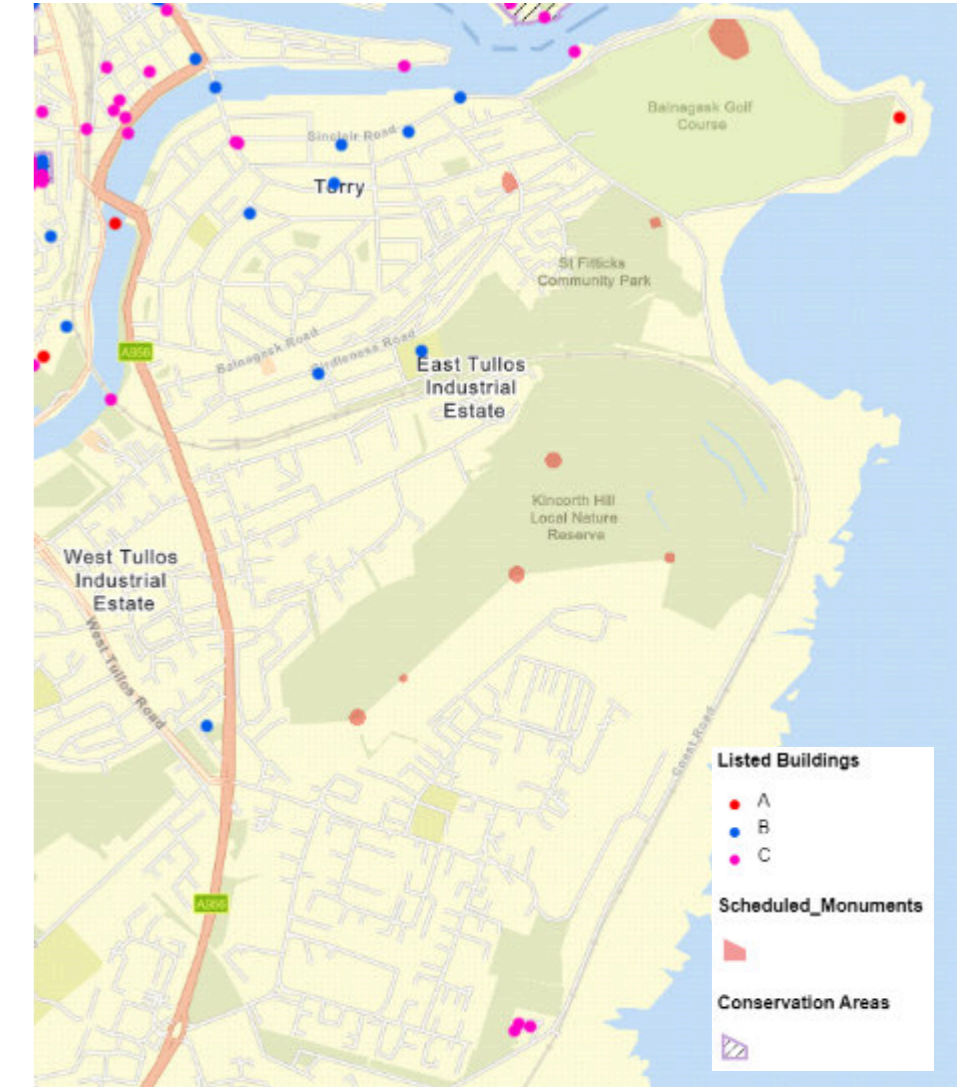 Balnagask Golf
Course
Sinclair Road
Torry
St Fitticks
Community Park
Balnagask Road
Girdleness Road
A956
East Tullos
Industrial
Estate
Kincorth Hill
Local Nature
Reserve
West Tullos
Industrial
Estate
West Tullos Road
Coast Road
A956
Listed Buildings
A
B
C
Scheduled_Monuments
Conservation Areas